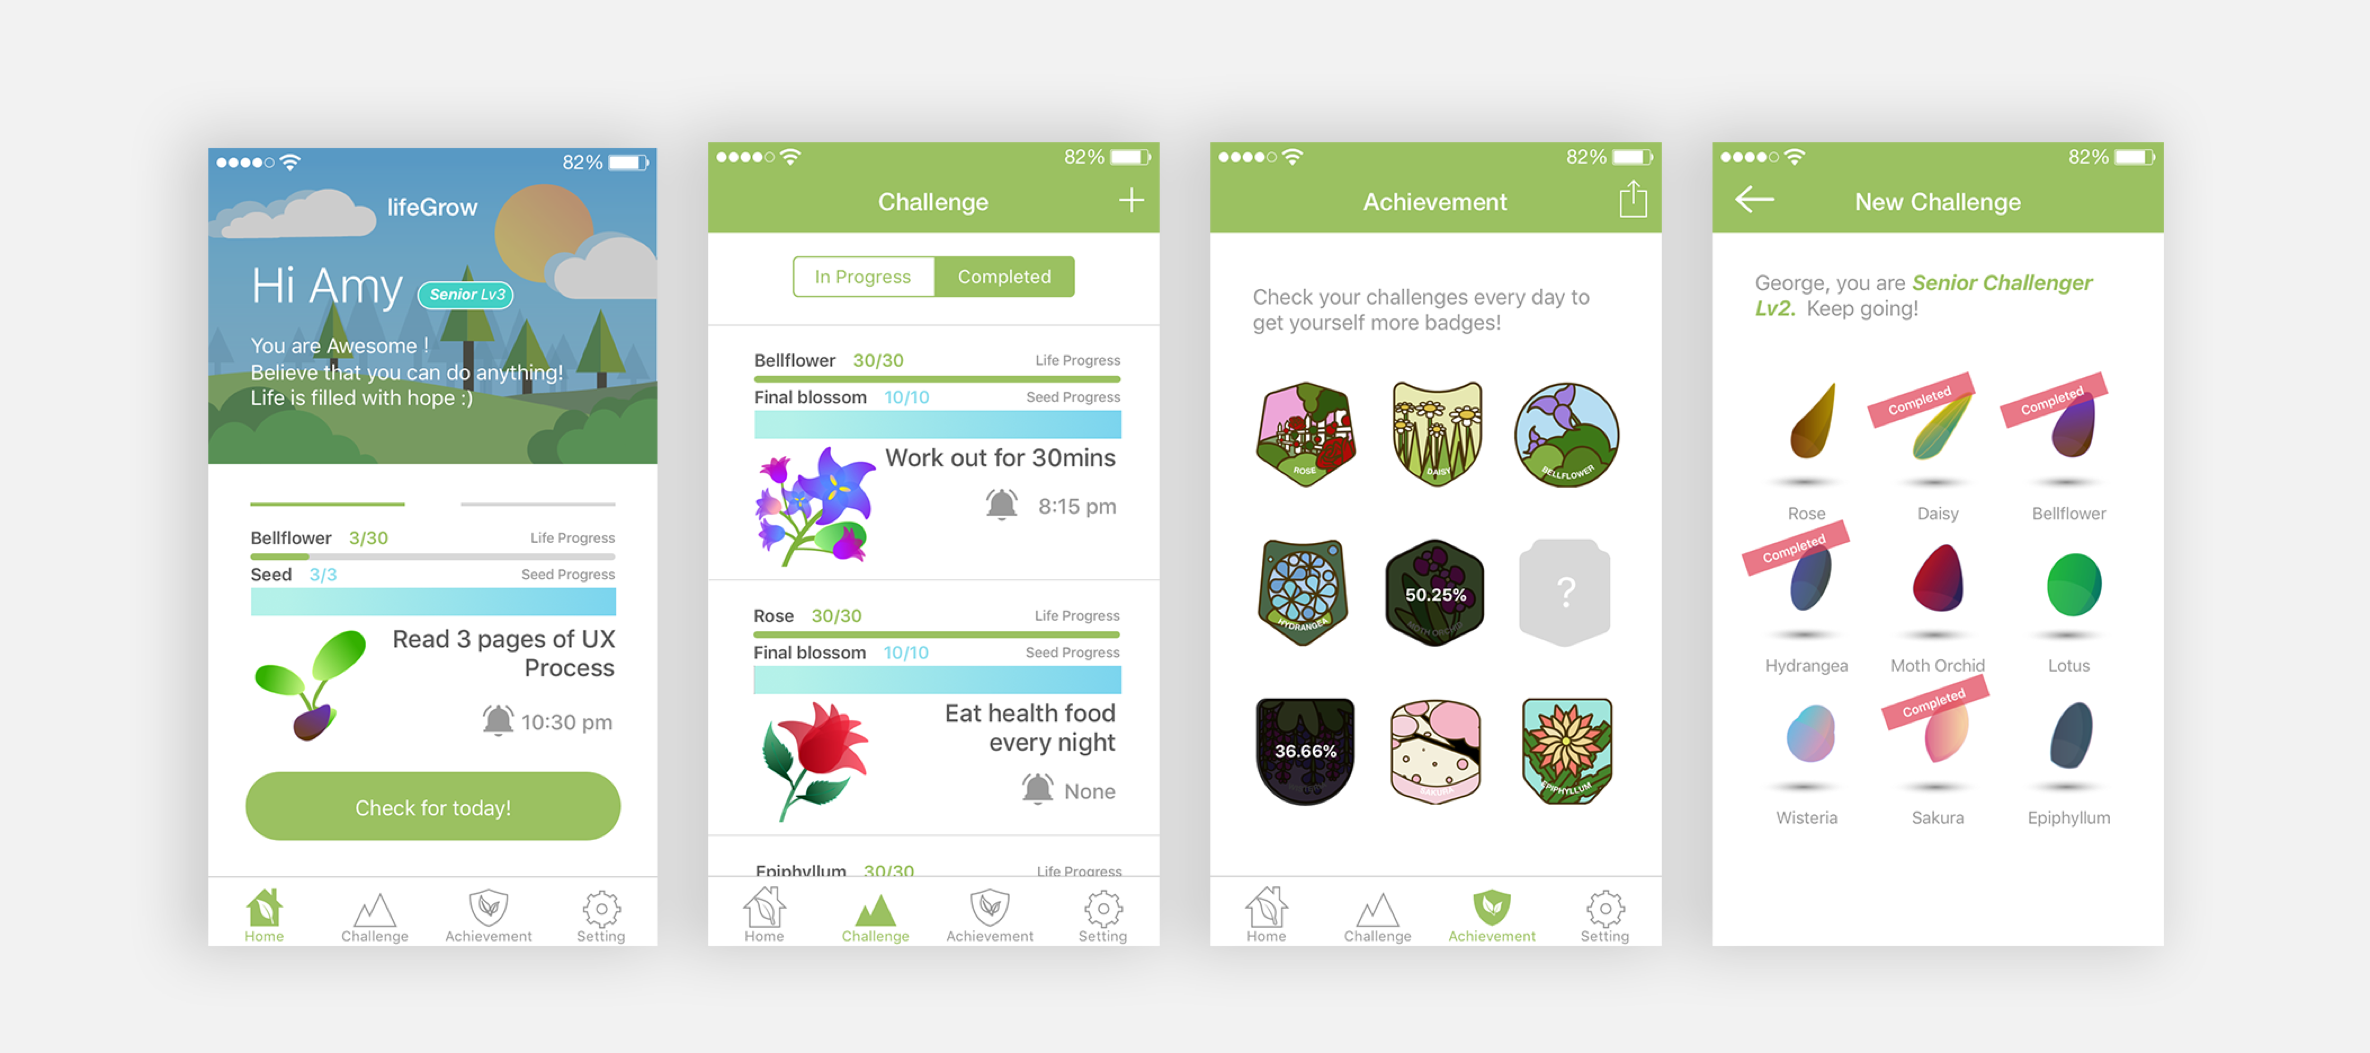 82%
lifeGrow
Hi Amy
Senior Lv3
You are Awesome !
Believe that you can do anything!
Life is filled with hope :)
Bellflower 3/30 Life Progress
Seed 3/3 Seed Progress
Read 3 pages of UX
Process
10:30 pm
Check for today!
Home Challenge Achievement Setting
82%
Challenge
In Progress Completed
Bellflower 30/30 Life Progress
Final blossom 10/10 Seed Progress
Work out for 30mins
8:15 pm
Rose 30/30 Life Progress
Final blossom 10/10 Seed Progress
Eat health food
every night
None
Epiphyllum 30/30 Life Progress
Home Challenge Achievement Setting
82%
Achievement
Check your challenges every day to
get yourself more badges!
ROSE DAISY BELLFLOWER
HYDRANGEA 50.25% ?
MOTH ORCHID
36.66% SAKURA EPIPHYLLUM
Home Challenge Achievement Setting
82%
New Challenge
George, you are Senior Challenger
Lv2. Keep going!
Completed Completed
Rose Daisy Bellflower
Completed
Hydrangea Moth Orchid Lotus
Completed
Wisteria Sakura Epiphyllum